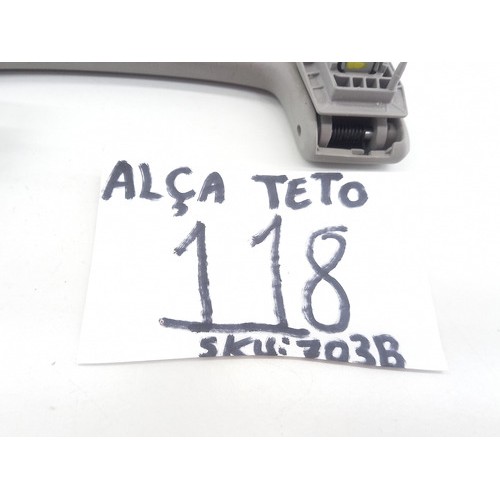 ALÇA TETO
118
SKU:703B